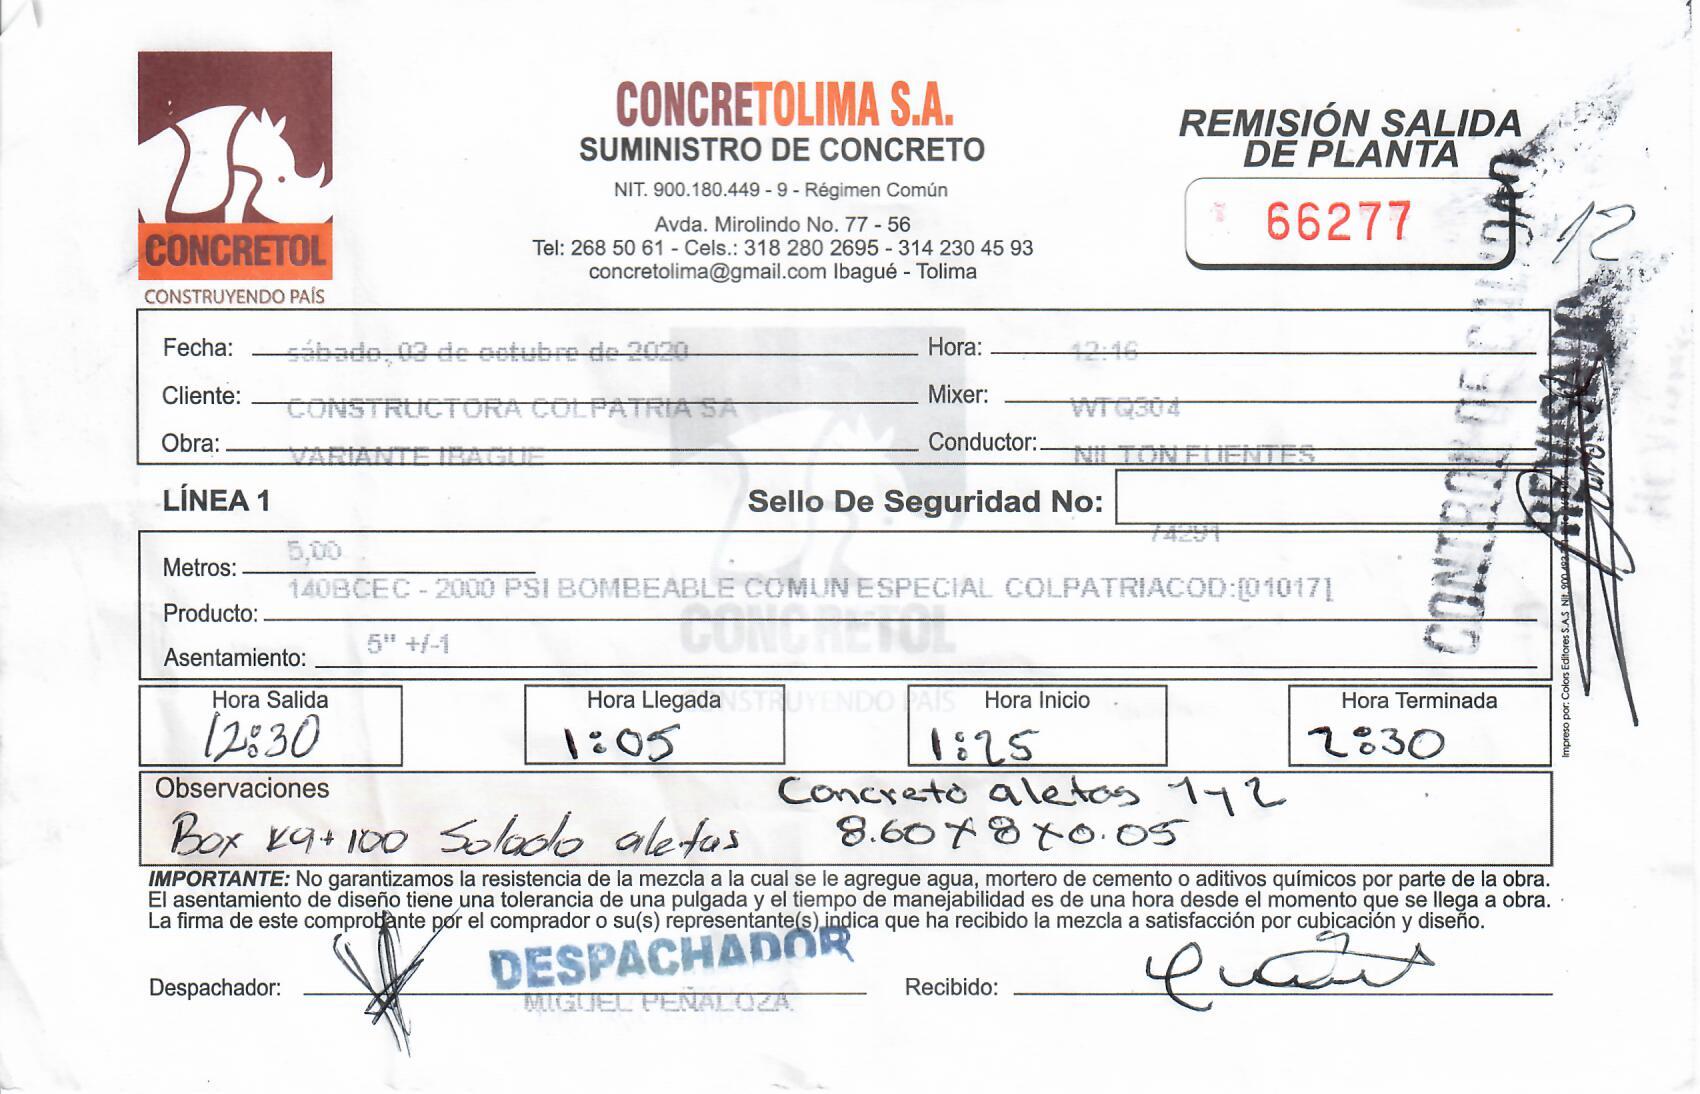 CONCRETOL
CONSTRUYENDO PAÍS
CONCRETOLIMA S.A.
SUMINISTRO DE CONCRETO
NIT. 900.180.449 - 9 - Régimen Común
Avda. Mirolindo No. 77 - 56
Tel: 268 50 61 - Cels.: 318 280 2695 - 314 230 45 93
concretolima@gmail.com Ibagué - Tolima
REMISIÓN SALIDA
DE PLANTA
66277
12
Fecha: sábado, 03 de octubre de 2020 Hora: 12:16
Cliente: CONSTRUCTORA COLPATRIA SA Mixer: WTQ304
Obra: VARIANTE IBAGUE Conductor: NILTON FUENTES
LÍNEA 1 Sello De Seguridad No: 74291
Metros: 5,00
Producto: 140BCEC - 2000 PSI BOMBEABLE COMUN ESPECIAL COLPATRIACOD:[01017]
Asentamiento: 5" +/-1
CONCRETOL
CONSTRUYENDO PAÍS
CONTROL DE CALIDAD
REVISADO
Hora Salida Hora Llegada Hora Inicio Hora Terminada
12:30 1:05 1:25 2:30
Observaciones Concreto aletas 1 y 2
Box k9+100 Solado aletas 8.60 x 8 x 0.05
IMPORTANTE: No garantizamos la resistencia de la mezcla a la cual se le agregue agua, mortero de cemento o aditivos químicos por parte de la obra.
El asentamiento de diseño tiene una tolerancia de una pulgada y el tiempo de manejabilidad es de una hora desde el momento que se llega a obra.
La firma de este comprobante por el comprador o su(s) representante(s) indica que ha recibido la mezcla a satisfacción por cubicación y diseño.
DESPACHADOR
Despachador: MIGUEL PEÑALOZA Recibido:
Impreso por: Colors Editores S.A.S Nit. 900.493